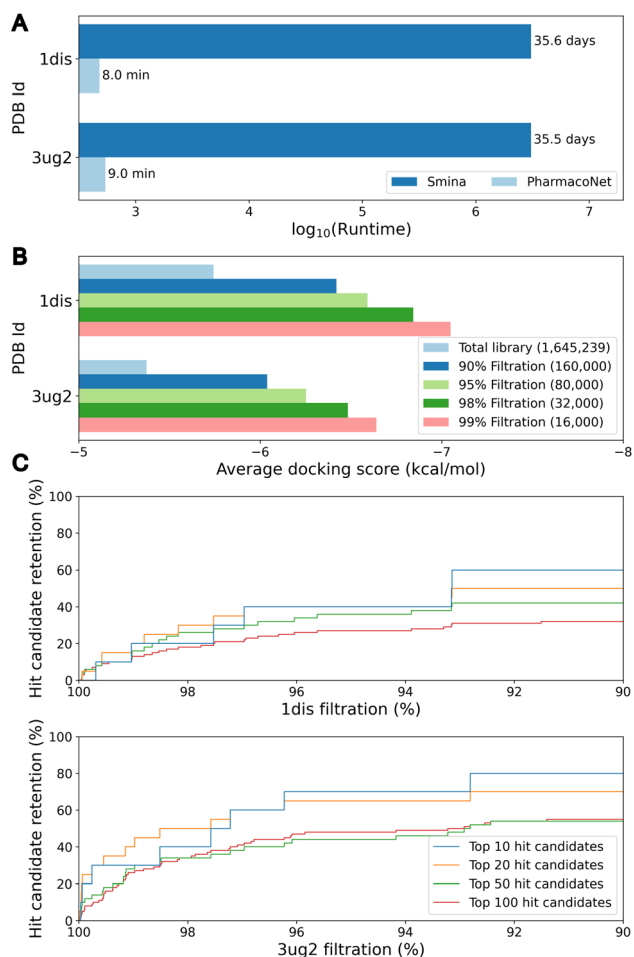 A
PDB Id
1dis
3ug2
35.6 days
8.0 min
35.5 days
9.0 min
Smina
PharmacoNet
3 4 5 6 7
log10(Runtime)
B
PDB Id
1dis
3ug2
Total library (1,645,239)
90% Filtration (160,000)
95% Filtration (80,000)
98% Filtration (32,000)
99% Filtration (16,000)
−5 −6 −7 −8
Average docking score (kcal/mol)
C
Hit candidate retention (%)
100
80
60
40
20
0
100 98 96 94 92 90
1dis filtration (%)
Hit candidate retention (%)
100
80
60
40
20
0
Top 10 hit candidates
Top 20 hit candidates
Top 50 hit candidates
Top 100 hit candidates
100 98 96 94 92 90
3ug2 filtration (%)